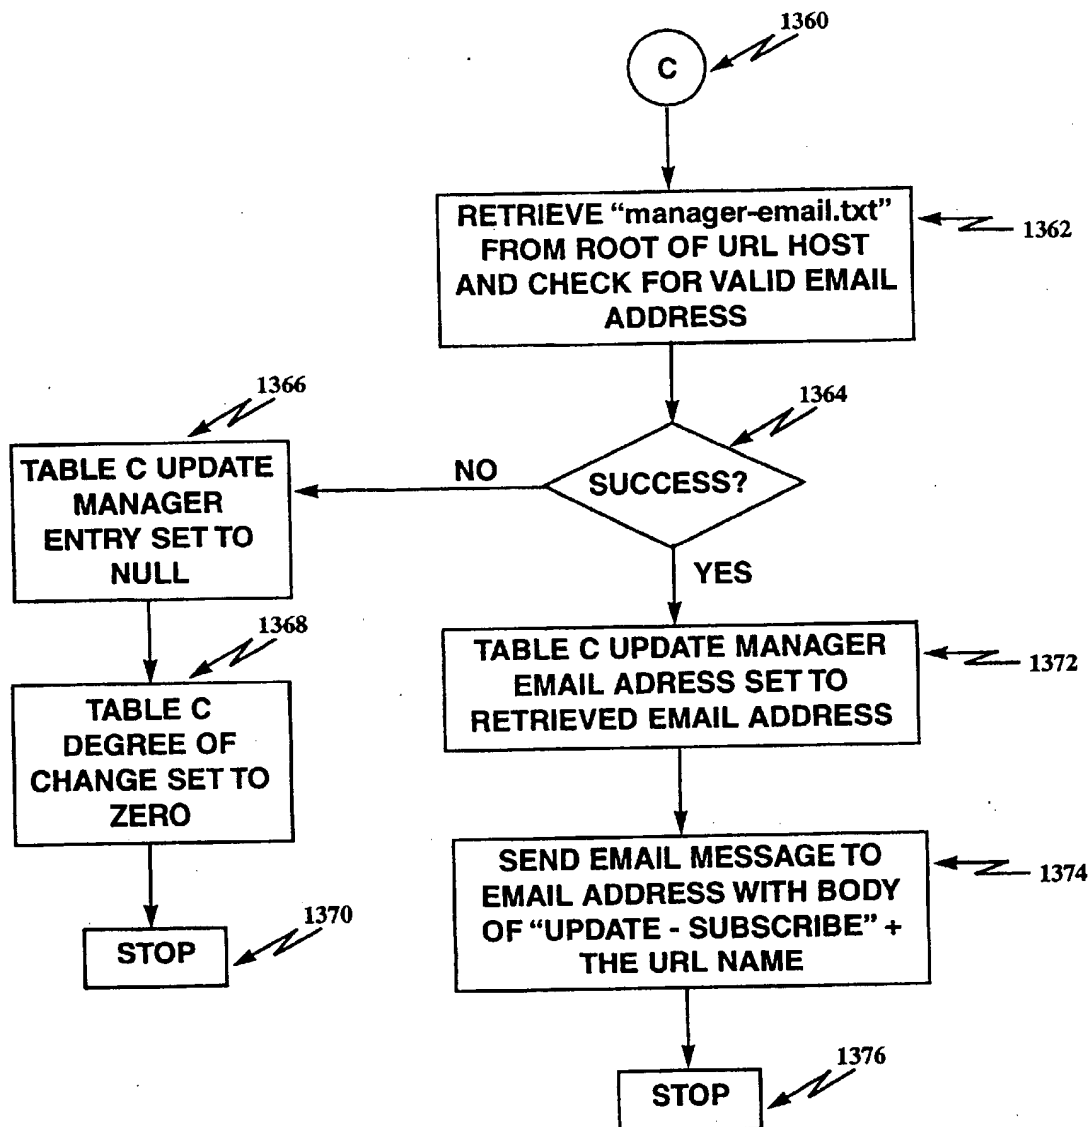 1360
C
RETRIEVE “manager-email.txt”
FROM ROOT OF URL HOST
AND CHECK FOR VALID EMAIL
ADDRESS
1362
1364
SUCCESS?
NO
YES
1366
TABLE C UPDATE
MANAGER
ENTRY SET TO
NULL
1368
TABLE C
DEGREE OF
CHANGE SET TO
ZERO
1370
STOP
TABLE C UPDATE MANAGER
EMAIL ADRESS SET TO
RETRIEVED EMAIL ADDRESS
1372
SEND EMAIL MESSAGE TO
EMAIL ADDRESS WITH BODY
OF “UPDATE - SUBSCRIBE” +
THE URL NAME
1374
1376
STOP